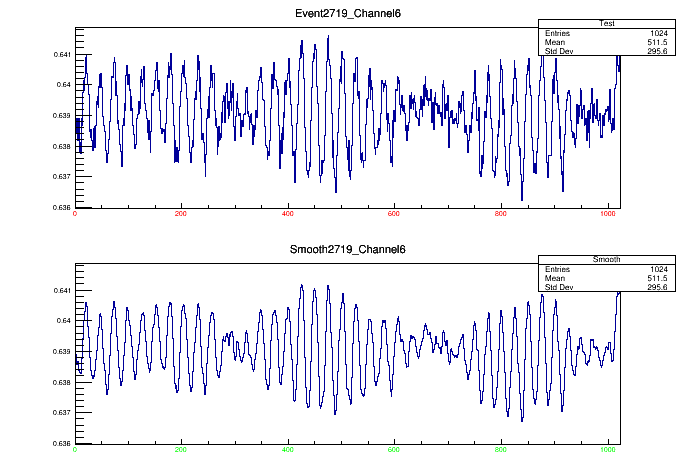 Event2719_Channel6
Test
Entries 1024
Mean 511.5
Std Dev 295.6
0.641
0.64
0.639
0.638
0.637
0.636
0 200 400 600 800 1000
Smooth2719_Channel6
Smooth
Entries 1024
Mean 511.5
Std Dev 295.6
0.641
0.64
0.639
0.638
0.637
0.636
0 200 400 600 800 1000